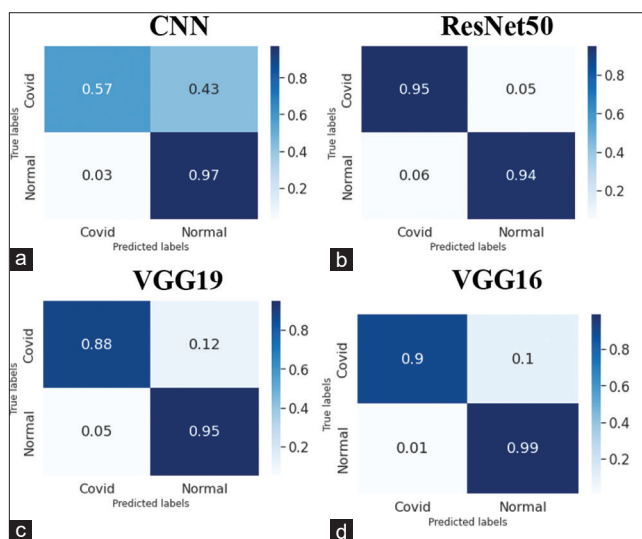 CNN
True labels
Covid
Normal
0.57
0.43
0.03
0.97
Covid
Normal
Predicted labels
0.8
0.6
0.4
0.2
a
ResNet50
True labels
Covid
Normal
0.95
0.05
0.06
0.94
Covid
Normal
Predicted labels
0.8
0.6
0.4
0.2
b
VGG19
True labels
Covid
Normal
0.88
0.12
0.05
0.95
Covid
Normal
Predicted labels
0.8
0.6
0.4
0.2
c
VGG16
True labels
Covid
Normal
0.9
0.1
0.01
0.99
Covid
Normal
Predicted labels
0.8
0.6
0.4
0.2
d